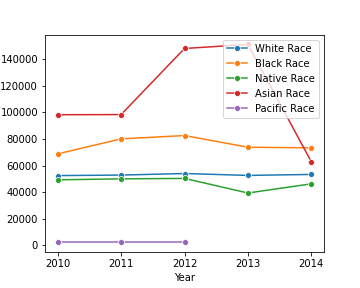 White Race
Black Race
Native Race
Asian Race
Pacific Race
140000
120000
100000
80000
60000
40000
20000
0
2010 2011 2012 2013 2014
Year